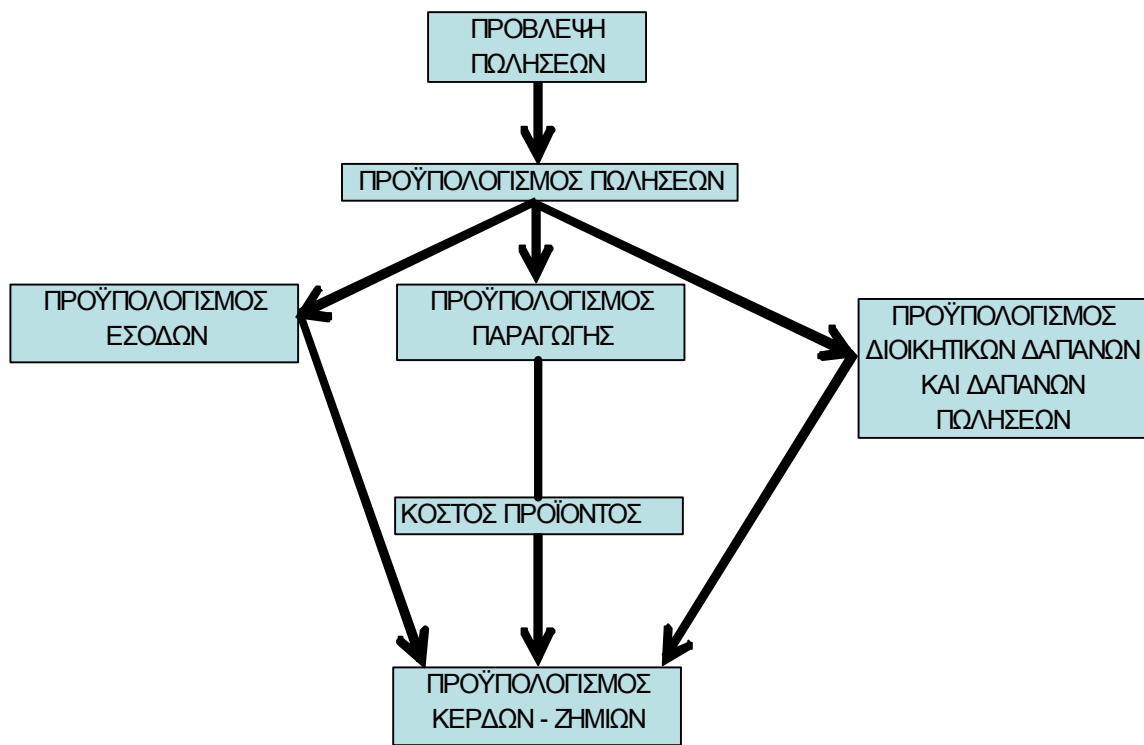 ΠΡΟΒΛΕΨΗ
ΠΩΛΗΣΕΩΝ
ΠΡΟΫΠΟΛΟΓΙΣΜΟΣ ΠΩΛΗΣΕΩΝ
ΠΡΟΫΠΟΛΟΓΙΣΜΟΣ
ΕΣΟΔΩΝ
ΠΡΟΫΠΟΛΟΓΙΣΜΟΣ
ΠΑΡΑΓΩΓΗΣ
ΠΡΟΫΠΟΛΟΓΙΣΜΟΣ
ΔΙΟΙΚΗΤΙΚΩΝ ΔΑΠΑΝΩΝ
ΚΑΙ ΔΑΠΑΝΩΝ
ΠΩΛΗΣΕΩΝ
ΚΟΣΤΟΣ ΠΡΟΪΟΝΤΟΣ
ΠΡΟΫΠΟΛΟΓΙΣΜΟΣ
ΚΕΡΔΩΝ - ΖΗΜΙΩΝ